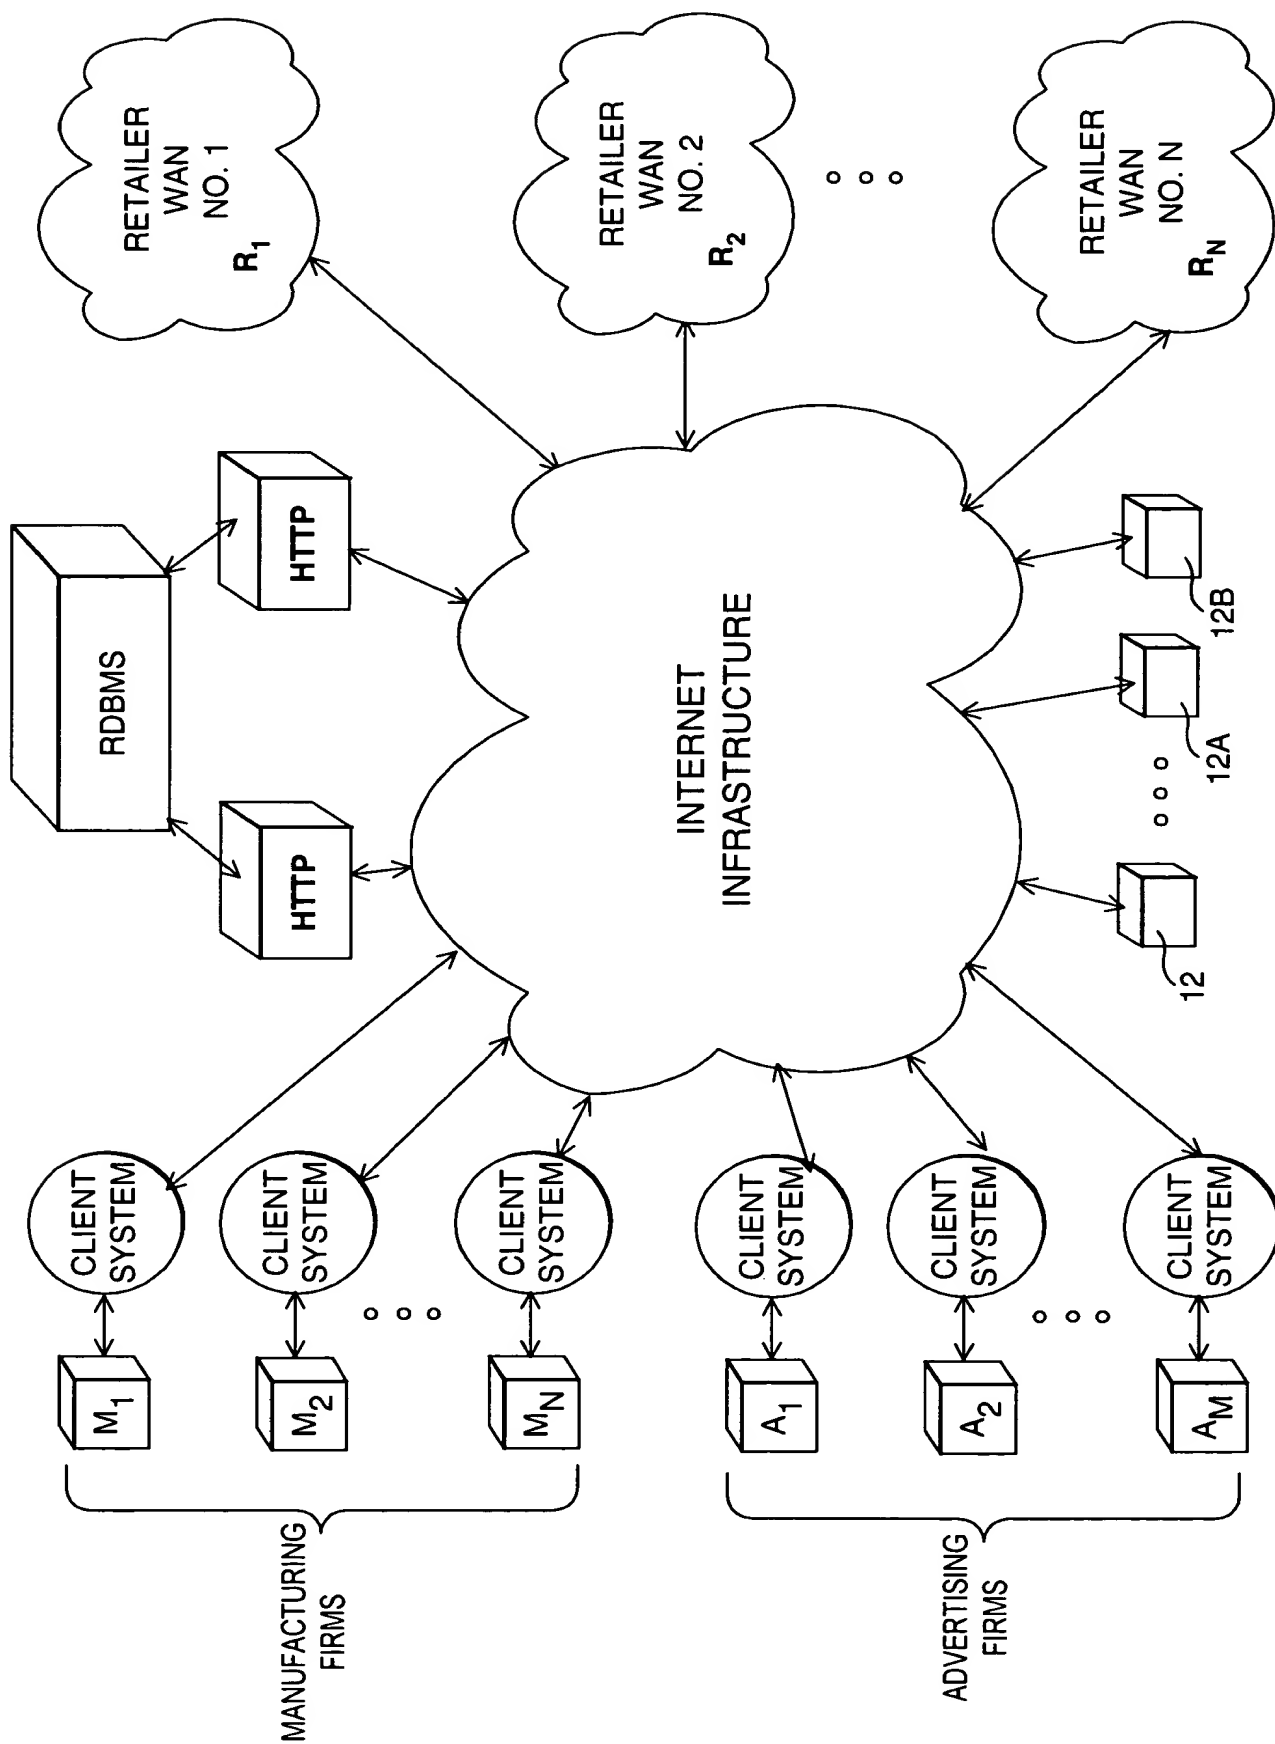 MANUFACTURING
FIRMS
M1
M2
MN
CLIENT
SYSTEM
CLIENT
SYSTEM
CLIENT
SYSTEM
ADVERTISING
FIRMS
A1
A2
AM
CLIENT
SYSTEM
CLIENT
SYSTEM
CLIENT
SYSTEM
RDBMS
HTTP
HTTP
INTERNET
INFRASTRUCTURE
12
12A
12B
RETAILER
WAN
NO. 1
R1
RETAILER
WAN
NO. 2
R2
RETAILER
WAN
NO. N
RN